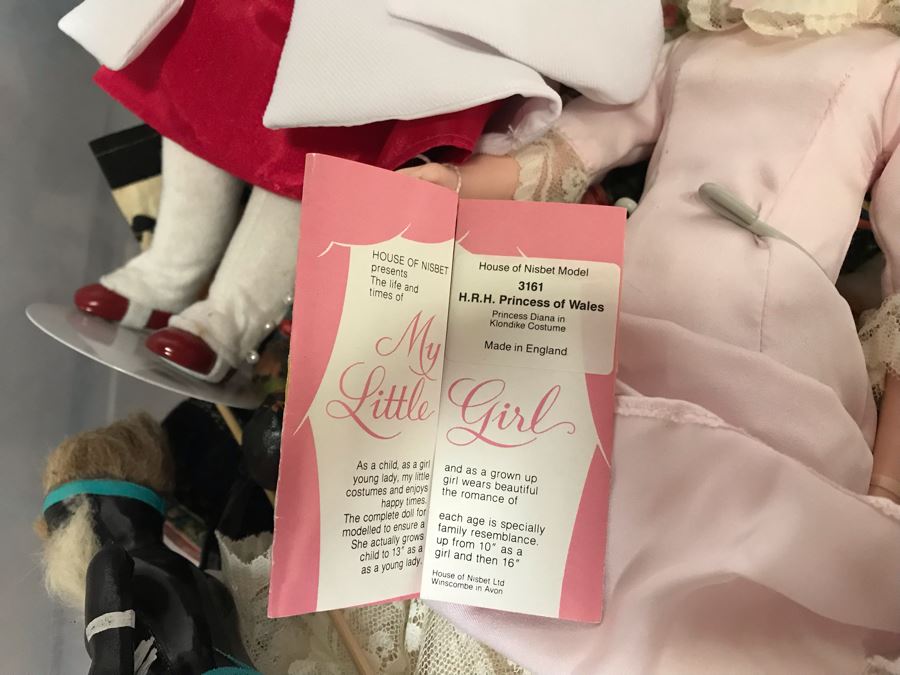 HOUSE OF NISBET
presents
The life and
times of
My
Little
House of Nisbet Model
3161
H.R.H. Princess of Wales
Princess Diana in
Klondike Costume
Made in England
Girl
As a child, as a girl
young lady, my little
costumes and enjoys
happy times.
The complete doll for
modelled to ensure a
She actually grows
child to 13" as a
as a young lady.
and as a grown up
girl wears beautiful
the romance of
each age is specially
family resemblance.
up from 10" as a
girl and then 16"
House of Nisbet Ltd
Winscombe in Avon